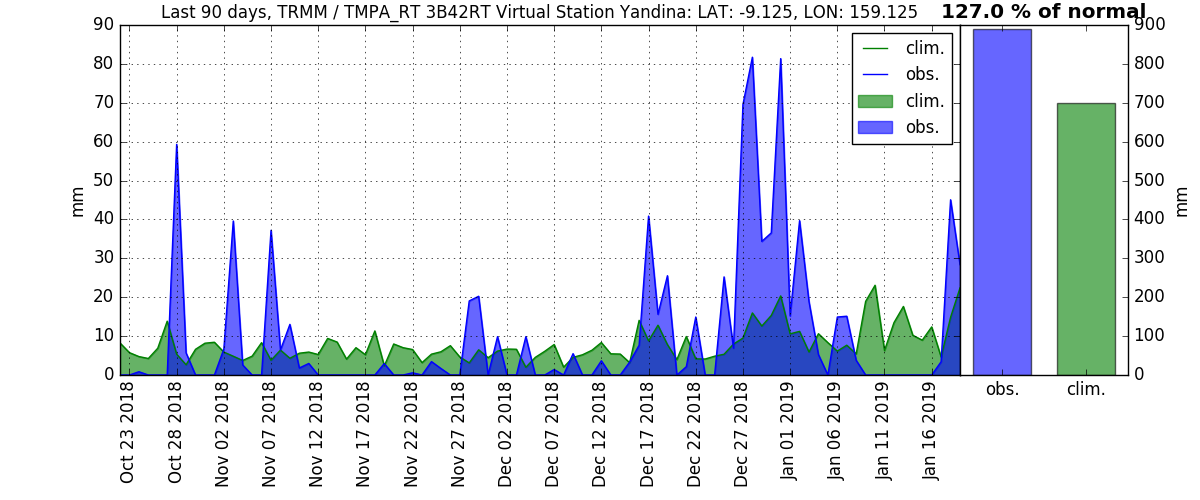 Last 90 days, TRMM / TMPA_RT 3B42RT Virtual Station Yandina: LAT: -9.125, LON: 159.125
127.0 % of normal
90
80
70
60
50
40
30
20
10
0
mm
clim.
obs.
clim.
obs.
900
800
700
600
500
400
300
200
100
0
mm
Oct 23 2018
Oct 28 2018
Nov 02 2018
Nov 07 2018
Nov 12 2018
Nov 17 2018
Nov 22 2018
Nov 27 2018
Dec 02 2018
Dec 07 2018
Dec 12 2018
Dec 17 2018
Dec 22 2018
Dec 27 2018
Jan 01 2019
Jan 06 2019
Jan 11 2019
Jan 16 2019
obs.
clim.